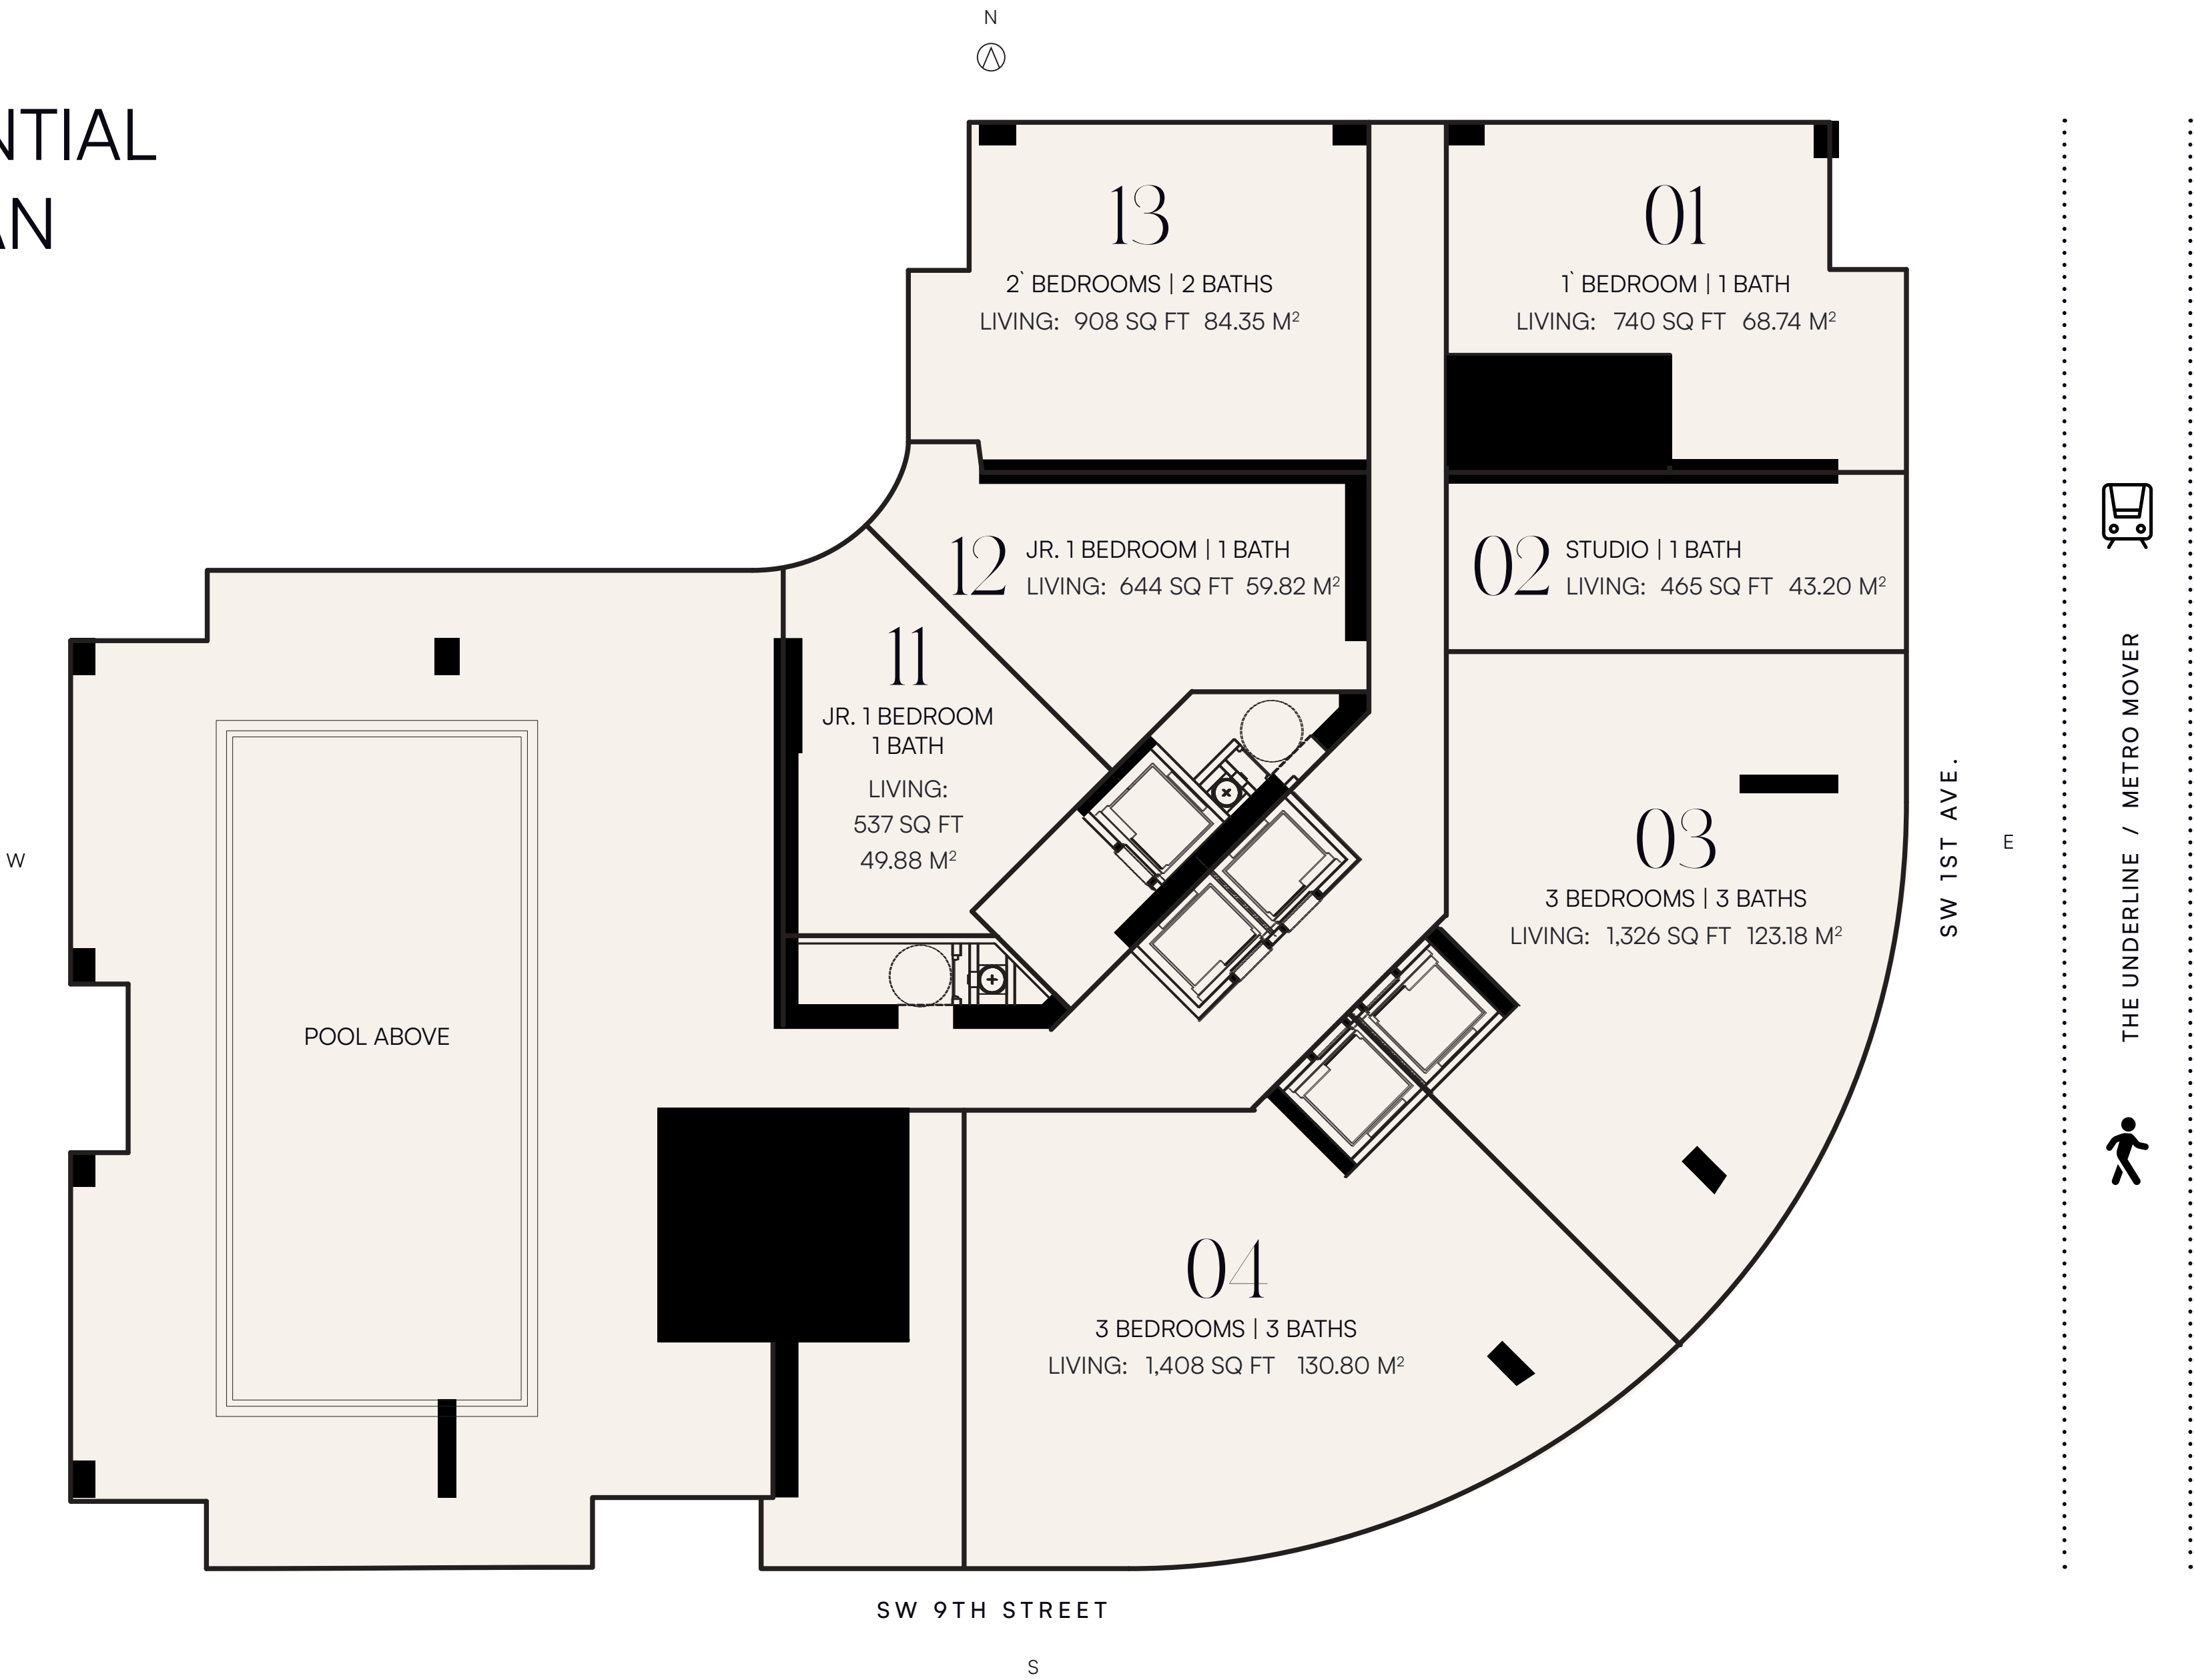 N
NTIAL
AN
13
2` BEDROOMS | 2 BATHS
LIVING: 908 SQ FT 84.35 M²
01
1` BEDROOM | 1 BATH
LIVING: 740 SQ FT 68.74 M²
12
JR. 1 BEDROOM | 1 BATH
LIVING: 644 SQ FT 59.82 M²
02
STUDIO | 1 BATH
LIVING: 465 SQ FT 43.20 M²
11
JR. 1 BEDROOM
1 BATH
LIVING:
537 SQ FT
49.88 M²
03
3 BEDROOMS | 3 BATHS
LIVING: 1,326 SQ FT 123.18 M²
W
E
SW 1ST AVE.
THE UNDERLINE / METRO MOVER
POOL ABOVE
04
3 BEDROOMS | 3 BATHS
LIVING: 1,408 SQ FT 130.80 M²
SW 9TH STREET
S